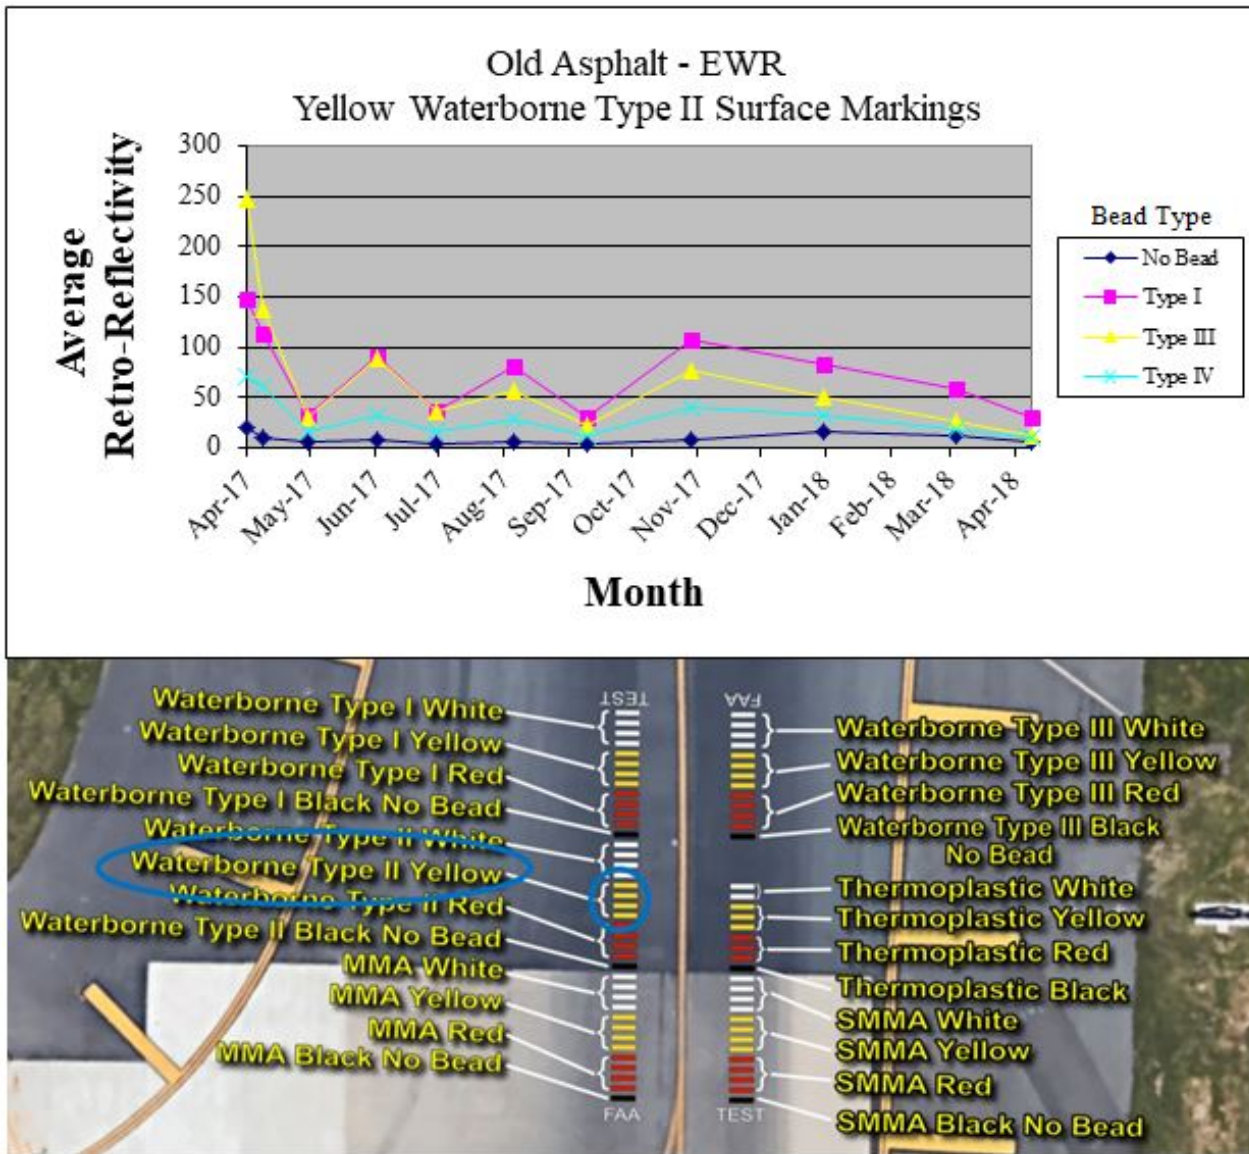 Old Asphalt - EWR
Yellow Waterborne Type II Surface Markings
Average
Retro-Reflectivity
300
250
200
150
100
50
0
Apr-17
May-17
Jun-17
Jul-17
Aug-17
Sep-17
Oct-17
Nov-17
Dec-17
Jan-18
Feb-18
Mar-18
Apr-18
Month
Bead Type
No Bead
Type I
Type III
Type IV
TEST
FAA
Waterborne Type I White
Waterborne Type I Yellow
Waterborne Type I Red
Waterborne Type I Black No Bead
Waterborne Type II White
Waterborne Type II Yellow
Waterborne Type II Red
Waterborne Type II Black No Bead
MMA White
MMA Yellow
MMA Red
MMA Black No Bead
Waterborne Type III White
Waterborne Type III Yellow
Waterborne Type III Red
Waterborne Type III Black
No Bead
Thermoplastic White
Thermoplastic Yellow
Thermoplastic Red
Thermoplastic Black
SMMA White
SMMA Yellow
SMMA Red
SMMA Black No Bead
FAA
TEST